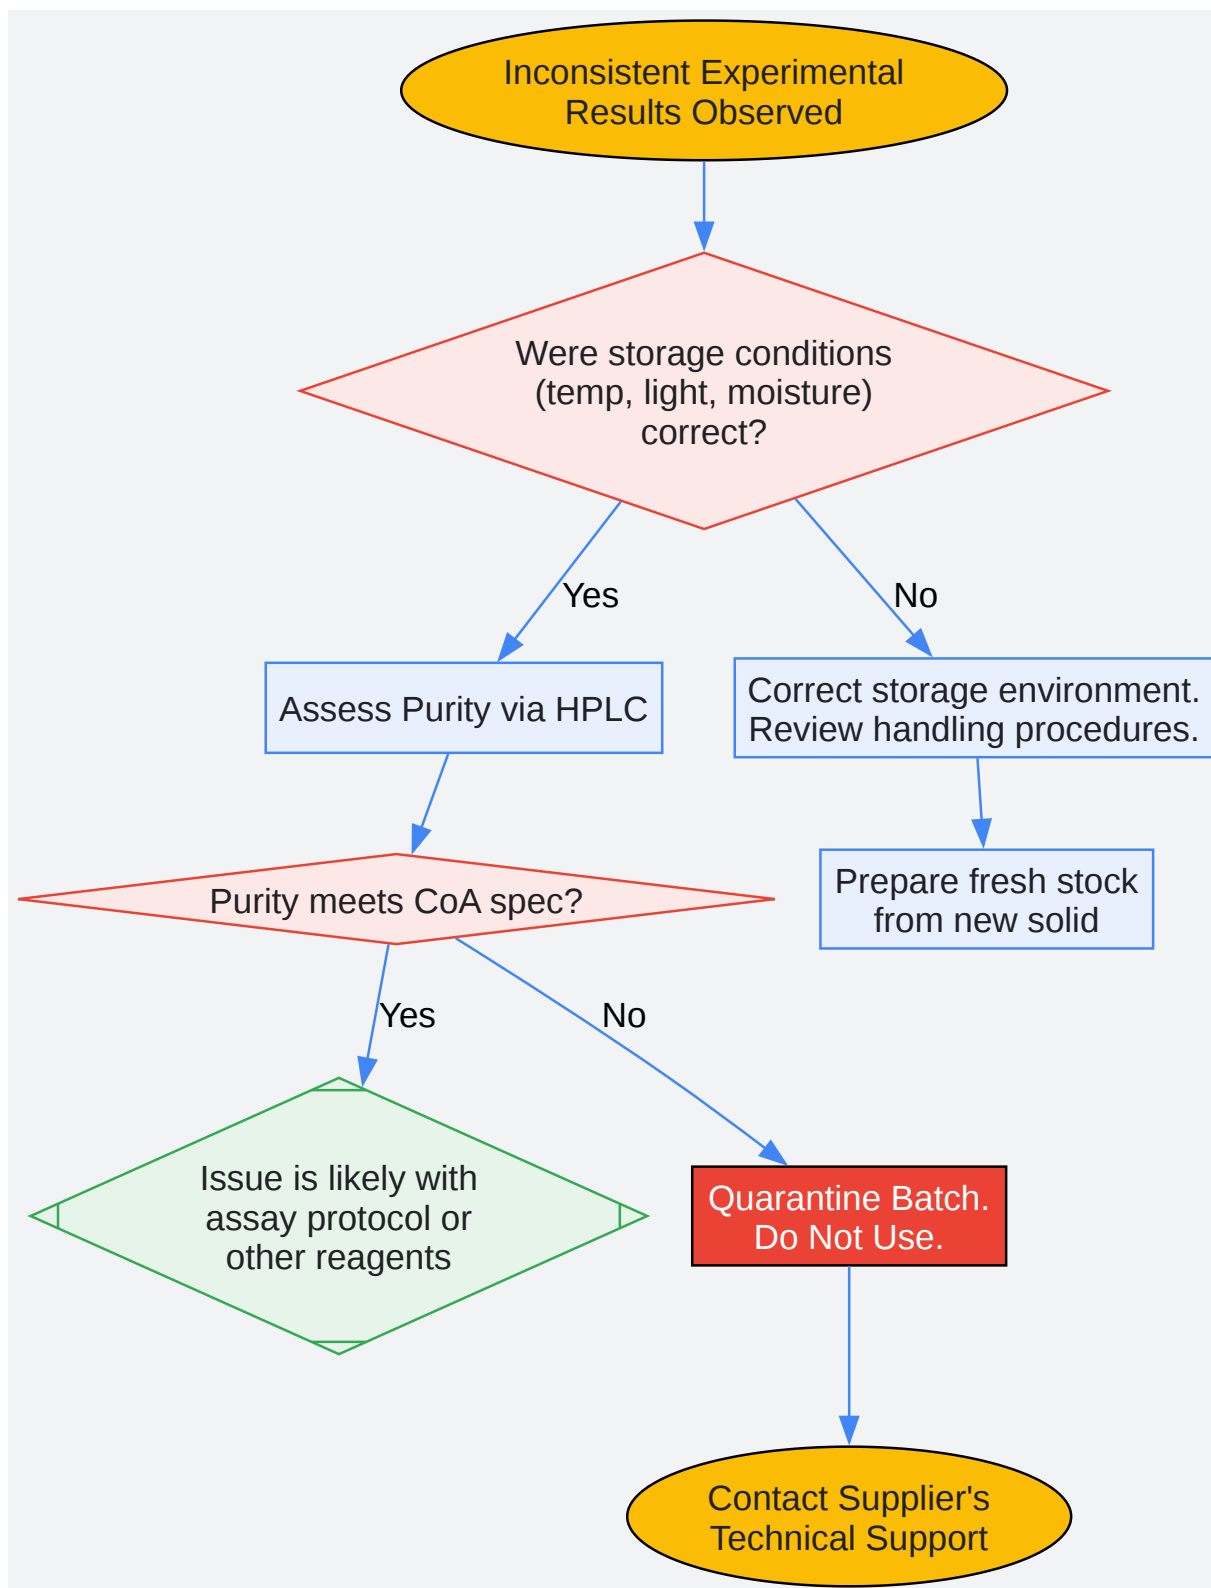 Inconsistent Experimental
Results Observed
Were storage conditions
(temp, light, moisture)
correct?
Yes
No
Assess Purity via HPLC
Correct storage environment.
Review handling procedures.
Purity meets CoA spec?
Prepare fresh stock
from new solid
Yes
No
Issue is likely with
assay protocol or
other reagents
Quarantine Batch.
Do Not Use.
Contact Supplier's
Technical Support